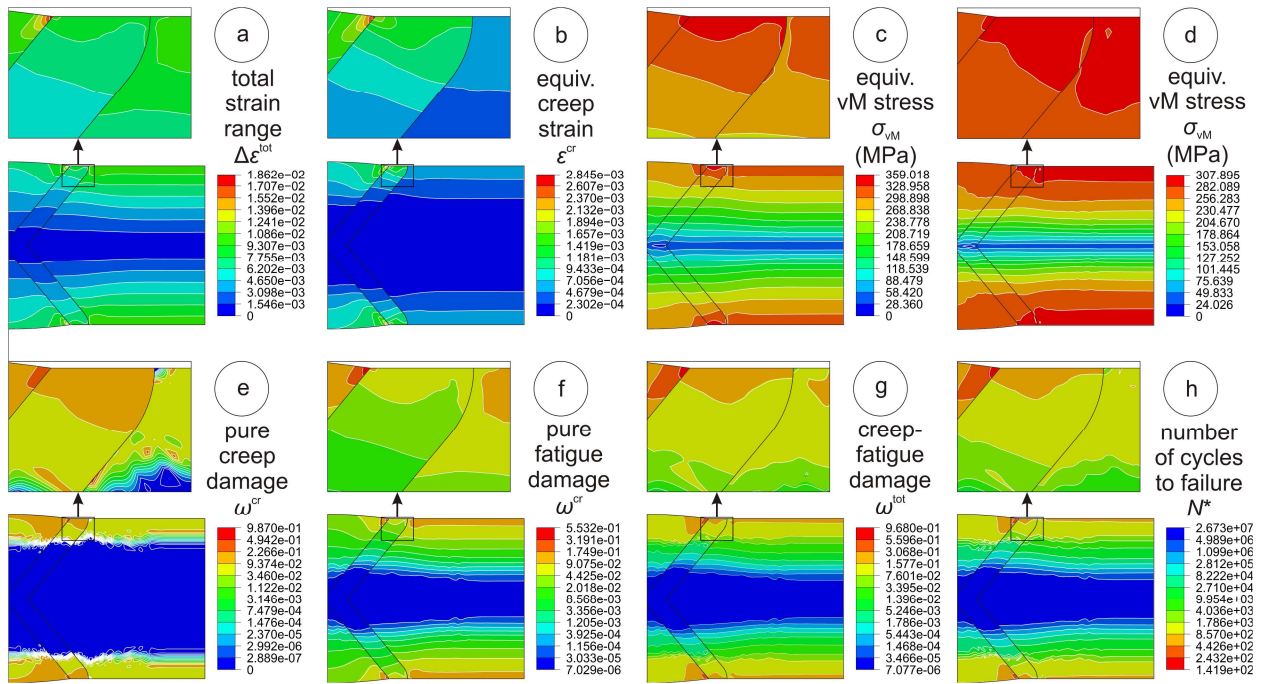 a
total
strain
range
Δε^tot
1.862e-02
1.707e-02
1.552e-02
1.396e-02
1.241e-02
1.086e-02
9.307e-03
7.755e-03
6.202e-03
4.650e-03
3.098e-03
1.546e-03
0
b
equiv.
creep
strain
ε^cr
2.845e-03
2.607e-03
2.370e-03
2.132e-03
1.894e-03
1.657e-03
1.419e-03
1.181e-03
9.433e-04
7.056e-04
4.679e-04
2.302e-04
0
c
equiv.
vM stress
σ_vM
(MPa)
359.018
328.958
298.898
268.838
238.778
208.719
178.659
148.599
118.539
88.479
58.420
28.360
0
d
equiv.
vM stress
σ_vM
(MPa)
307.895
282.089
256.283
230.477
204.670
178.864
153.058
127.252
101.445
75.639
49.833
24.026
0
e
pure
creep
damage
ω^cr
9.870e-01
4.942e-01
2.266e-01
9.374e-02
3.460e-02
1.122e-02
3.146e-03
7.479e-04
1.480e-04
2.370e-05
2.992e-06
2.889e-07
0
f
pure
fatigue
damage
ω^cr
5.532e-01
3.191e-01
1.749e-01
9.075e-02
4.425e-02
2.018e-02
8.568e-03
3.356e-03
1.205e-03
3.925e-04
1.156e-04
3.033e-05
7.029e-06
g
creep-
fatigue
damage
ω^tot
9.680e-01
5.596e-01
3.068e-01
1.577e-01
7.601e-02
3.395e-02
1.396e-02
5.246e-03
1.786e-03
5.443e-04
1.468e-04
3.466e-05
7.077e-06
h
number
of cycles
to failure
N*
2.673e+07
4.989e+06
1.099e+06
2.812e+05
8.222e+04
2.710e+04
9.954e+03
4.036e+03
1.786e+03
8.570e+02
4.426e+02
2.432e+02
1.419e+02